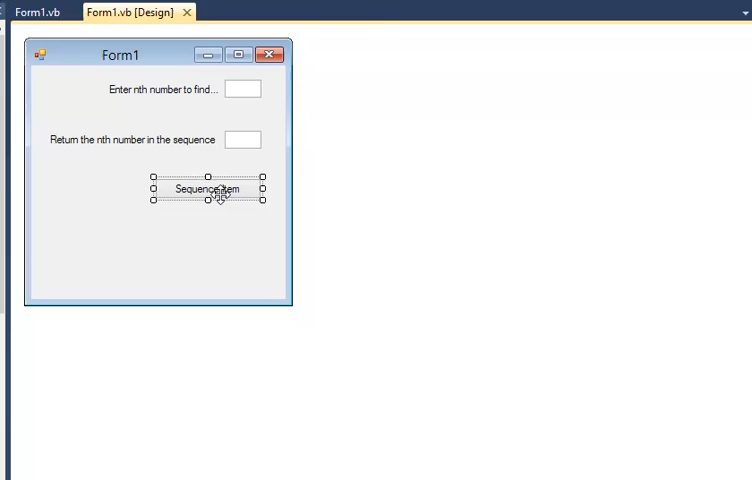 Form1.vb Form1.vb [Design]
Form1
Enter nth number to find...
Return the nth number in the sequence
Sequence Item